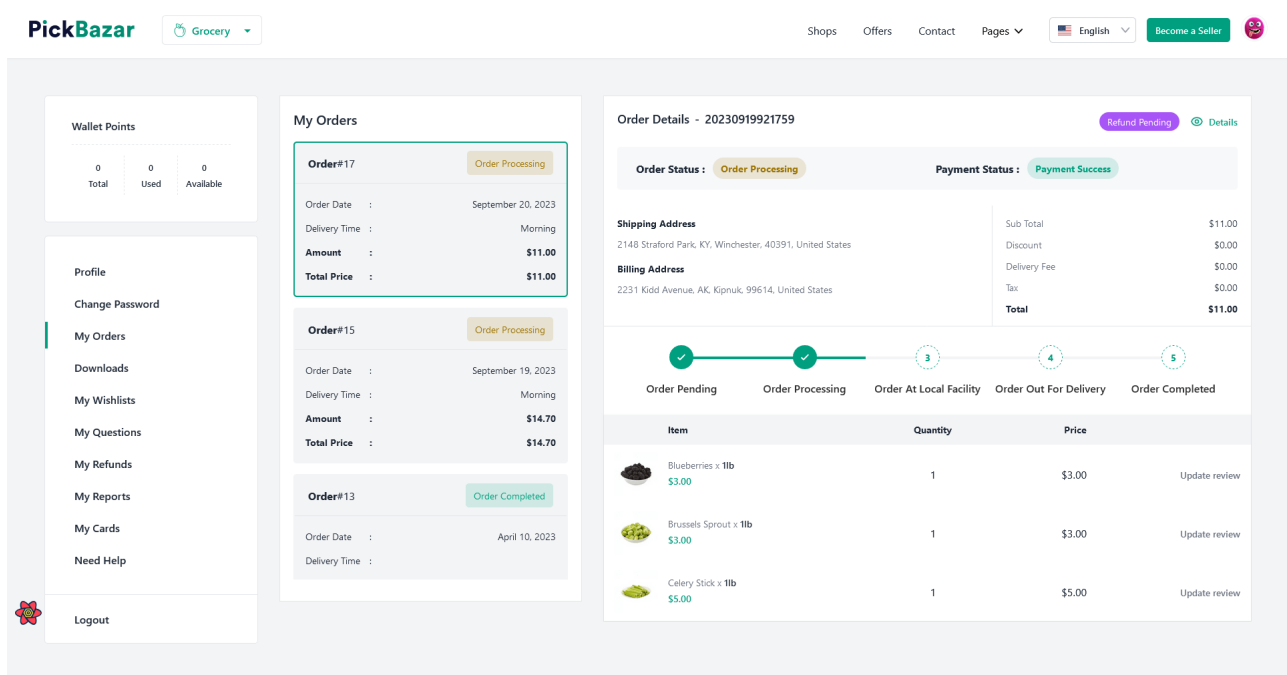 PickBazar
Grocery
Shops
Offers
Contact
Pages
English
Become a Seller
Wallet Points
0 0 0
Total Used Available
Profile
Change Password
My Orders
Downloads
My Wishlists
My Questions
My Refunds
My Reports
My Cards
Need Help
Logout
My Orders
Order#17 Order Processing
Order Date : September 20, 2023
Delivery Time : Morning
Amount : $11.00
Total Price : $11.00
Order#15 Order Processing
Order Date : September 19, 2023
Delivery Time : Morning
Amount : $14.70
Total Price : $14.70
Order#13 Order Completed
Order Date : April 10, 2023
Delivery Time :
Order Details - 20230919921759
Refund Pending
Details
Order Status : Order Processing
Payment Status : Payment Success
Shipping Address
2148 Straford Park, KY, Winchester, 40391, United States
Billing Address
2231 Kidd Avenue, AK, Kipnuk, 99614, United States
Sub Total $11.00
Discount $0.00
Delivery Fee $0.00
Tax $0.00
Total $11.00
3 4 5
Order Pending Order Processing Order At Local Facility Order Out For Delivery Order Completed
Item Quantity Price
Blueberries x 1lb
$3.00
1 $3.00 Update review
Brussels Sprout x 1lb
$3.00
1 $3.00 Update review
Celery Stick x 1lb
$5.00
1 $5.00 Update review